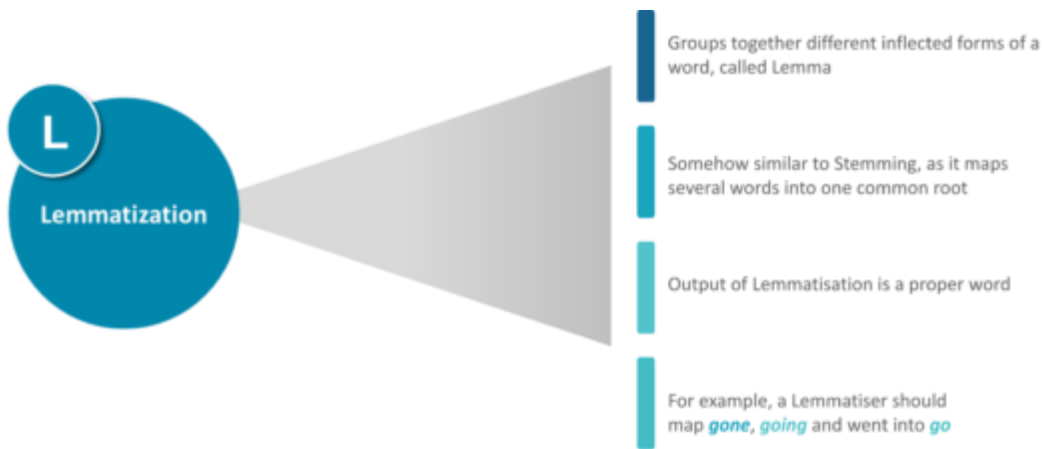 L
Lemmatization
Groups together different inflected forms of a
word, called Lemma
Somehow similar to Stemming, as it maps
several words into one common root
Output of Lemmatisation is a proper word
For example, a Lemmatiser should
map gone, going and went into go